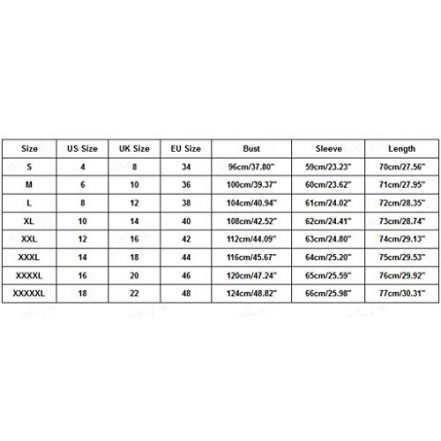 Size US Size UK Size EU Size Bust Sleeve Length
S 4 8 34 96cm/37.80" 59cm/23.23" 70cm/27.56"
M 6 10 36 100cm/39.37" 60cm/23.62" 71cm/27.95"
L 8 12 38 104cm/40.94" 61cm/24.02" 72cm/28.35"
XL 10 14 40 108cm/42.52" 62cm/24.41" 73cm/28.74"
XXL 12 16 42 112cm/44.09" 63cm/24.80" 74cm/29.13"
XXXL 14 18 44 116cm/45.67" 64cm/25.20" 75cm/29.53"
XXXXL 16 20 46 120cm/47.24" 65cm/25.59" 76cm/29.92"
XXXXXL 18 22 48 124cm/48.82" 66cm/25.98" 77cm/30.31"